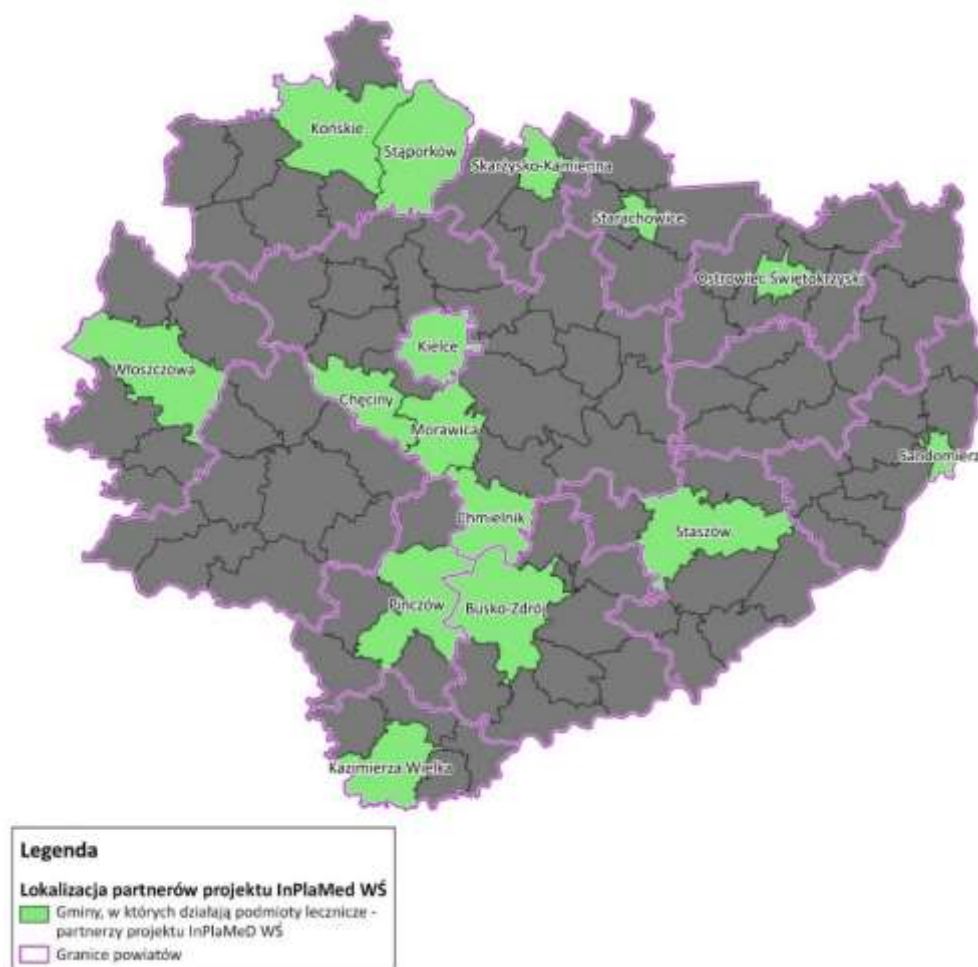 Końskie
Stąporków
Skarżysko-Kamienna
Starachowice
Ostrowiec Świętokrzyski
Kielce
Włoszczowa
Chęciny
Morawica
Sandomierz
Chmielnik
Staszów
Pińczów
Busko-Zdrój
Kazimierza Wielka
Legenda
Lokalizacja partnerów projektu InPlaMed WŚ
Gminy, w których działają podmioty lecznicze -
partnerzy projektu InPlaMeD WŚ
Granice powiatów